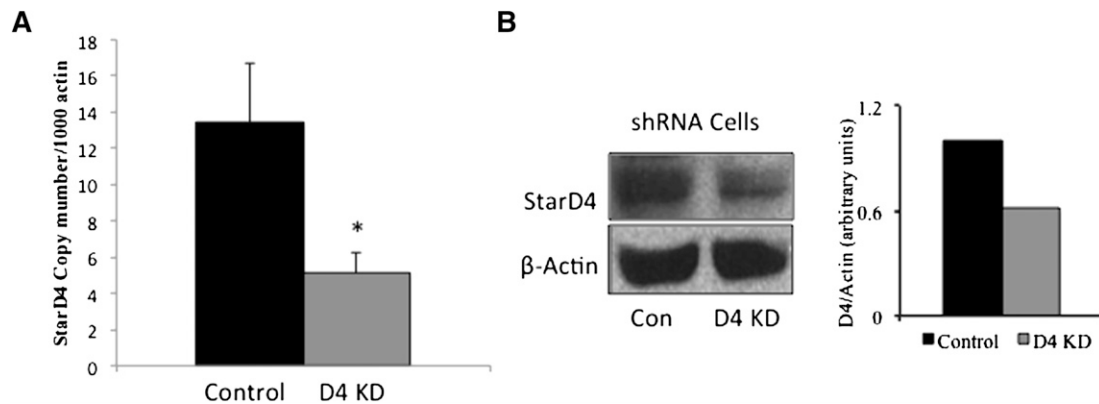 A
StarD4 Copy mumber/1000 actin
18
16
14
12
10
8
6
4
2
0
*
Control D4 KD
B
shRNA Cells
StarD4
β-Actin
Con D4 KD
D4/Actin (arbitrary units)
1.2
0.6
0
Control D4 KD